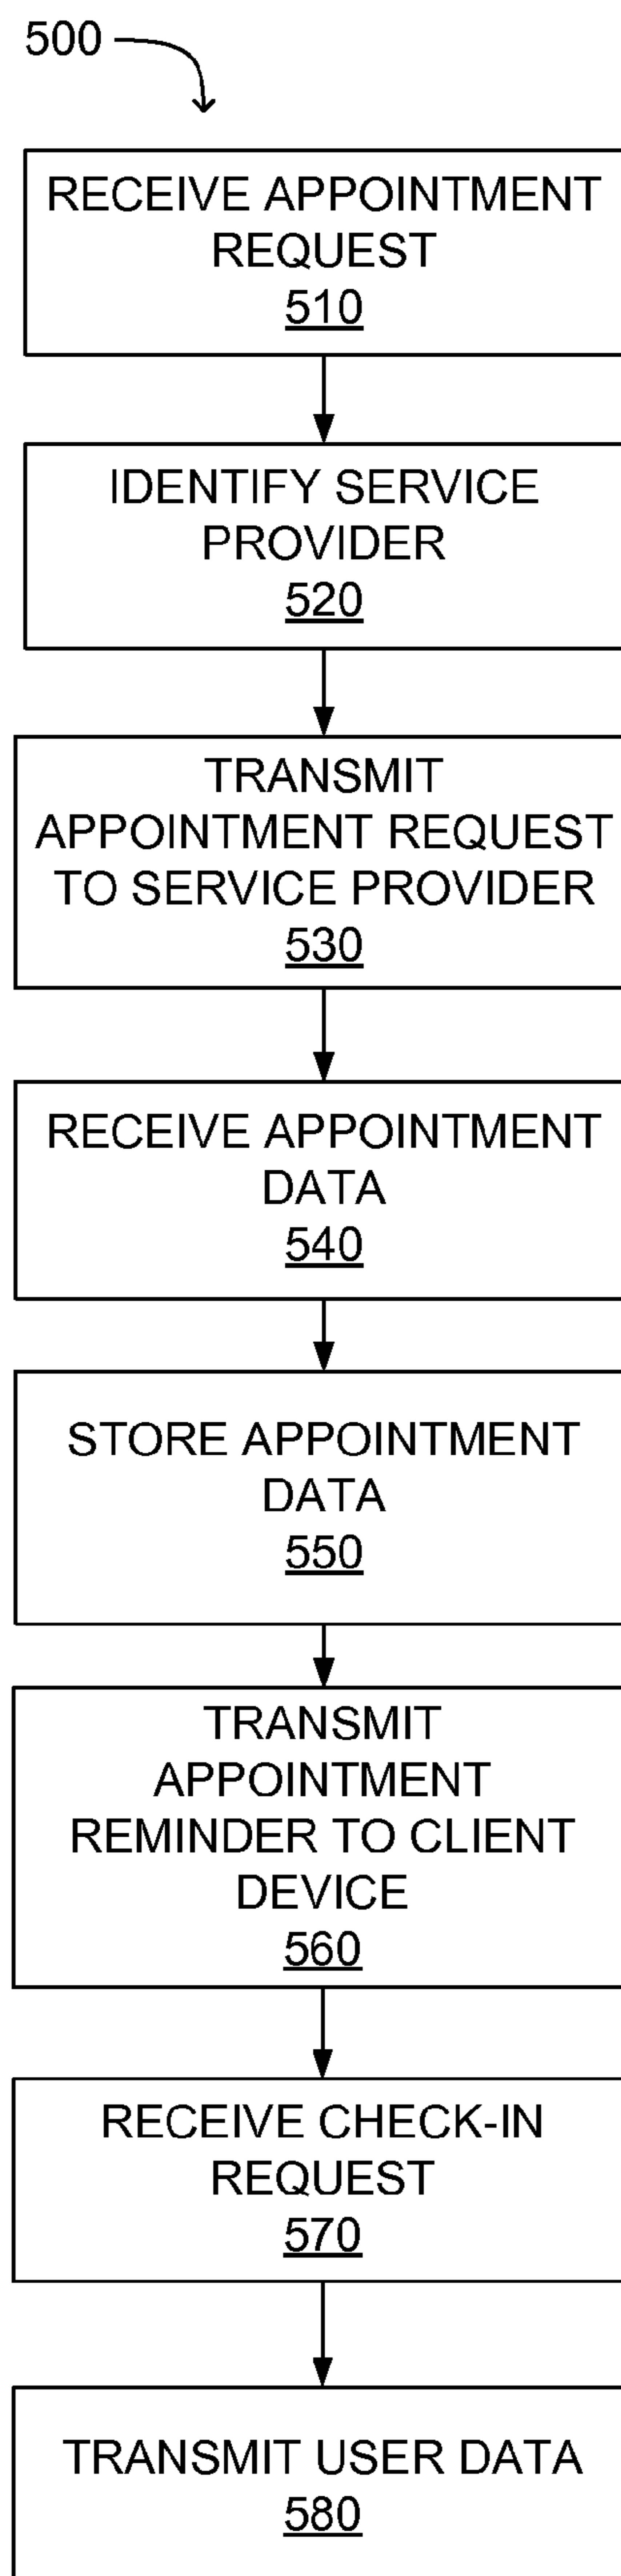 500
RECEIVE APPOINTMENT
REQUEST
510
IDENTIFY SERVICE
PROVIDER
520
TRANSMIT
APPOINTMENT REQUEST
TO SERVICE PROVIDER
530
RECEIVE APPOINTMENT
DATA
540
STORE APPOINTMENT
DATA
550
TRANSMIT
APPOINTMENT
REMINDER TO CLIENT
DEVICE
560
RECEIVE CHECK-IN
REQUEST
570
TRANSMIT USER DATA
580